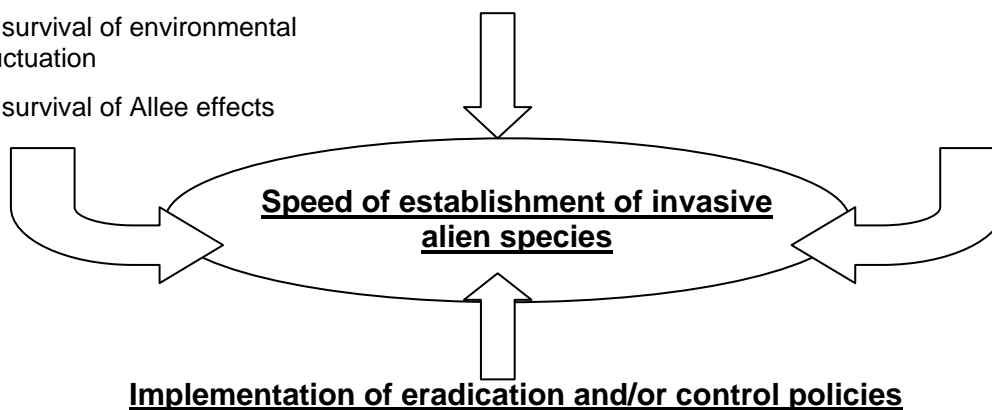 survival of environmental
uctuation
survival of Allee effects
Speed of establishment of invasive
alien species
Implementation of eradication and/or control policies